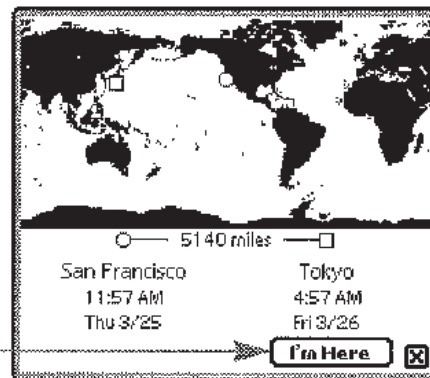 5140 miles
San Francisco Tokyo
11:57 AM 4:57 AM
Thu 3/25 Fri 3/26
I'm Here